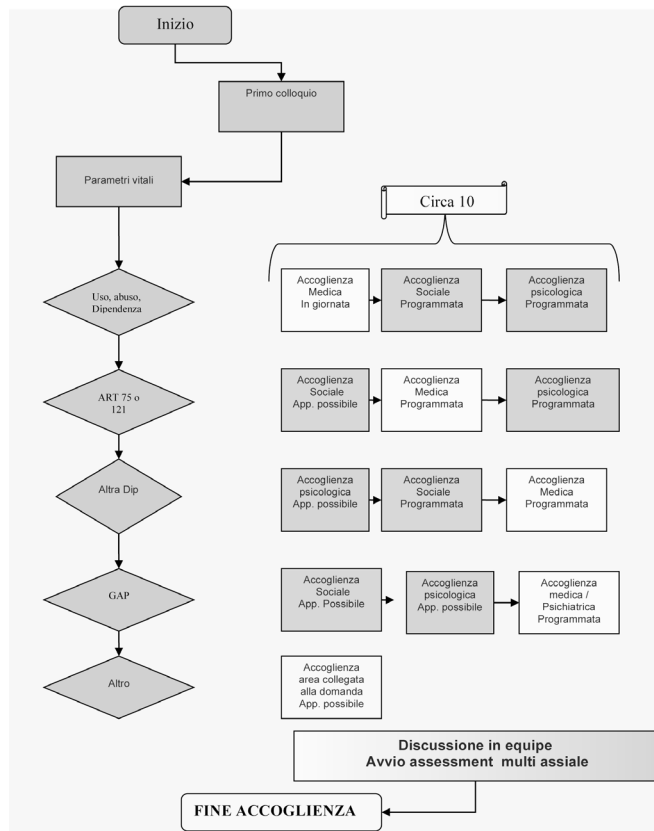 Inizio
Primo colloquio
Parametri vitali
Circa 10
Uso, abuso,
Dipendenza
Accoglienza
Medica
In giornata
Accoglienza
Sociale
Programmata
Accoglienza
psicologica
Programmata
ART 75 o
121
Accoglienza
Sociale
App. possibile
Accoglienza
Medica
Programmata
Accoglienza
psicologica
Programmata
Altra Dip
Accoglienza
psicologica
App. possibile
Accoglienza
Sociale
Programmata
Accoglienza
Medica
Programmata
GAP
Accoglienza
Sociale
App. Possibile
Accoglienza
psicologica
App. possibile
Accoglienza
medica /
Psichiatrica
Programmata
Altro
Accoglienza
area collegata
alla domanda
App. possibile
Discussione in equipe
Avvio assessment multi assiale
FINE ACCOGLIENZA